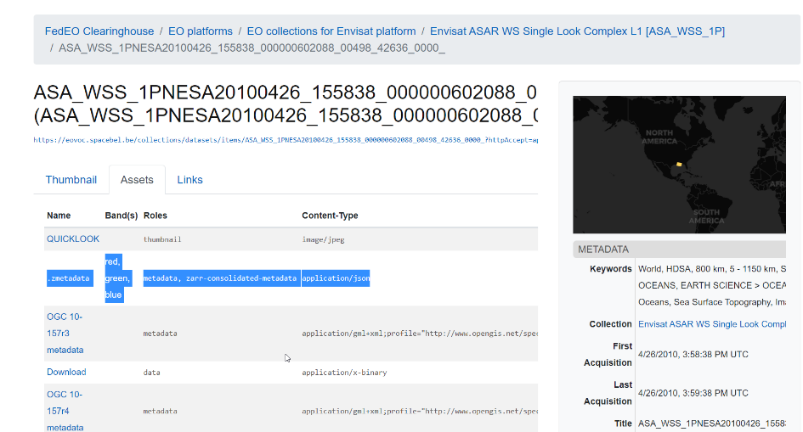 FedEO Clearinghouse / EO platforms / EO collections for Envisat platform / Envisat ASAR WS Single Look Complex L1 [ASA_WSS_1P]
/ ASA_WSS_1PNESA20100426_155838_000000602088_00498_42636_0000_
ASA_WSS_1PNESA20100426_155838_000000602088_0
(ASA_WSS_1PNESA20100426_155838_000000602088_(
https://eovoc.spacebel.be/collections/datasets/items/ASA_WSS_1PNESA20100426_155838_000000602088_00498_42636_0000_?httpAccept=ap
Thumbnail Assets Links
Name Band(s) Roles Content-Type
QUICKLOOK thumbnail image/jpeg
.zmetadata red, green, blue metadata, zarr-consolidated-metadata application/json
OGC 10-
157r3 metadata application/gml+xml;profile="http://www.opengis.net/spec
metadata
Download data application/x-binary
OGC 10-
157r4 metadata application/gml+xml;profile="http://www.opengis.net/spec
metadata
NORTH
AMERICA
AFR
SOUTH
AMERICA
METADATA
Keywords World, HDSA, 800 km, 5 - 1150 km, S
OCEANS, EARTH SCIENCE > OCEA
Oceans, Sea Surface Topography, Im
Collection Envisat ASAR WS Single Look Compl
First
Acquisition 4/26/2010, 3:58:38 PM UTC
Last
Acquisition 4/26/2010, 3:59:38 PM UTC
Title ASA_WSS_1PNESA20100426_1558